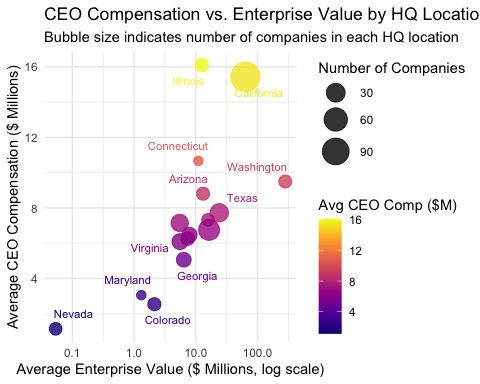 CEO Compensation vs. Enterprise Value by HQ Locatio
Bubble size indicates number of companies in each HQ location
Average CEO Compensation ($ Millions)
16
12
8
4
Illinois
California
Connecticut
Washington
Arizona
Texas
Virginia
Georgia
Maryland
Nevada
Colorado
0.1
1.0
10.0
100.0
Average Enterprise Value ($ Millions, log scale)
Number of Companies
30
60
90
Avg CEO Comp ($M)
16
12
8
4